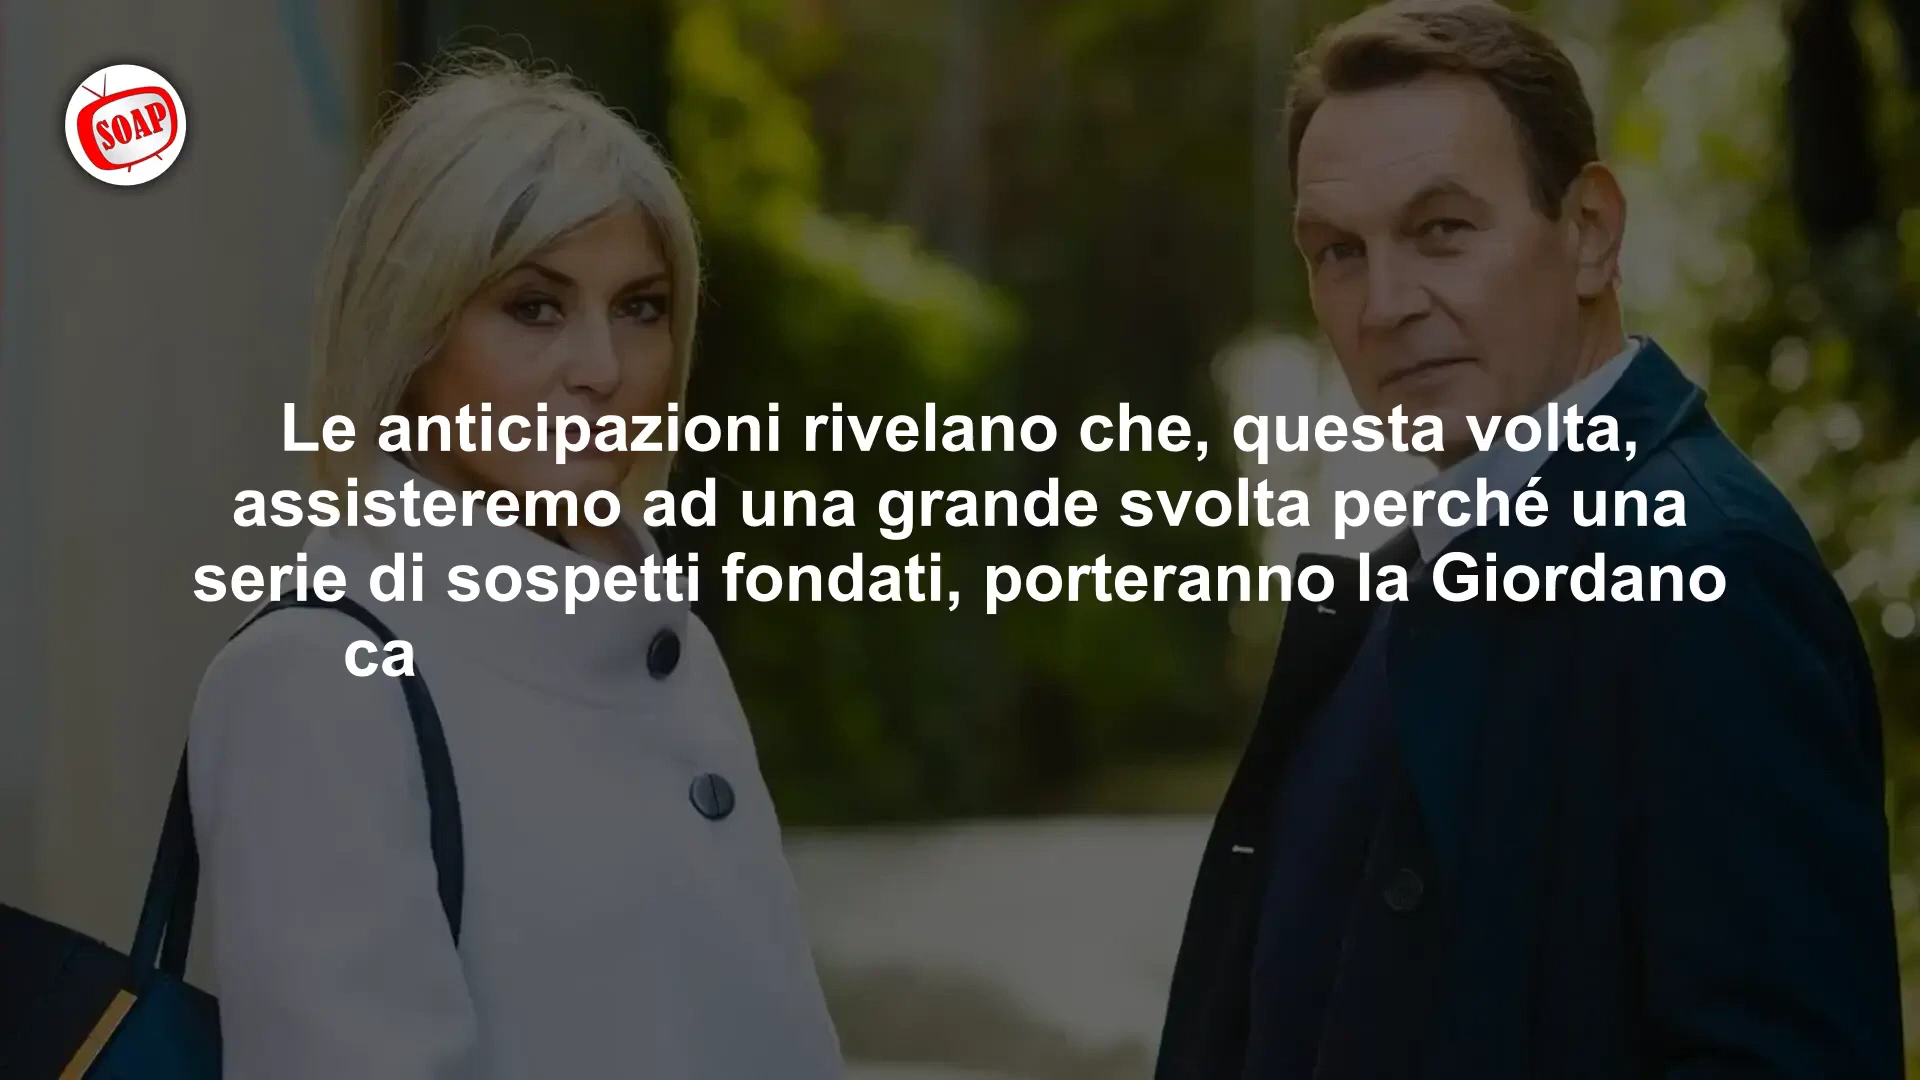 SOAP
Le anticipazioni rivelano che, questa volta,
assisteremo ad una grande svolta perché una
serie di sospetti fondati, porteranno la Giordano
ca